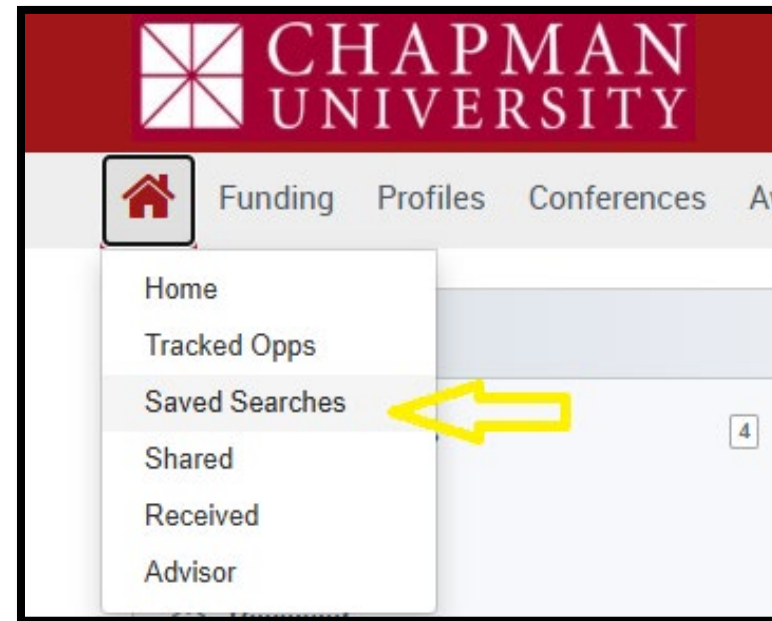 CHAPMAN
UNIVERSITY
Funding Profiles Conferences
Home
Tracked Opps
Saved Searches
4
Shared
Received
Advisor